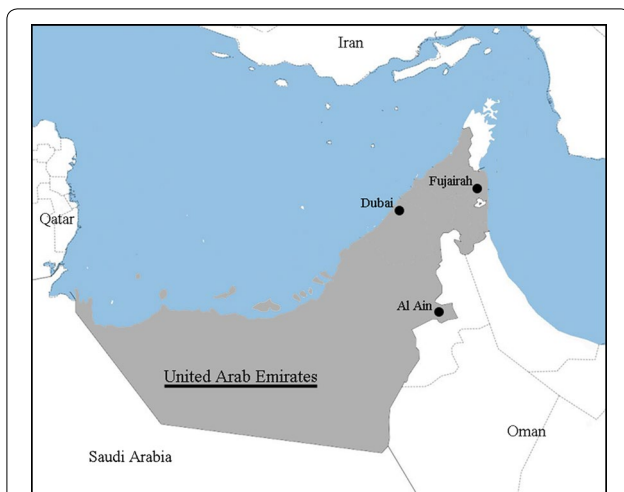 Iran
Fujairah
Dubai
Qatar
Al Ain
United Arab Emirates
Oman
Saudi Arabia